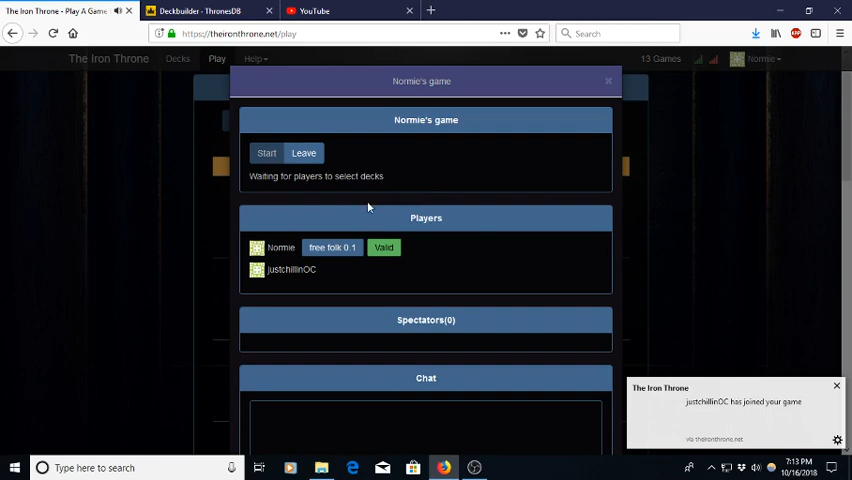 The Iron Throne - Play A Game
Deckbuilder - ThronesDB
YouTube
https://theironthrone.net/play
Search
The Iron Throne
Decks
Play
Help
13 Games
Normie
Normie's game
Normie's game
Start
Leave
Waiting for players to select decks
Players
Normie
free folk 0.1
Valid
justchillinOC
Spectators(0)
Chat
The Iron Throne
justchillinOC has joined your game
via theironthrone.net
Type here to search
7:13 PM
10/16/2018